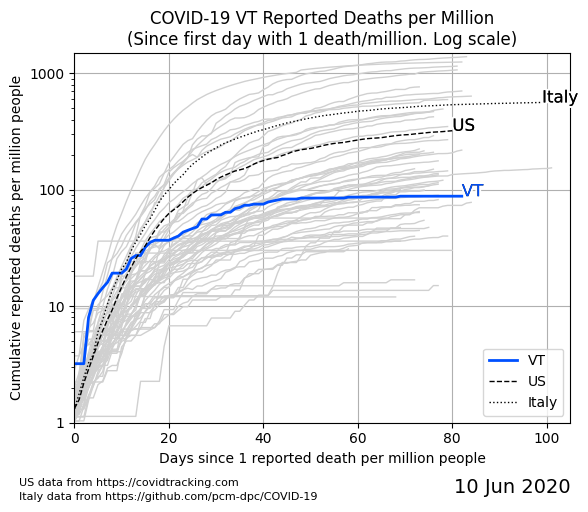 COVID-19 VT Reported Deaths per Million
(Since first day with 1 death/million. Log scale)
Cumulative reported deaths per million people
1000
100
10
1
Italy
US
VT
VT
US
Italy
0
20
40
60
80
100
Days since 1 reported death per million people
US data from https://covidtracking.com
Italy data from https://github.com/pcm-dpc/COVID-19
10 Jun 2020